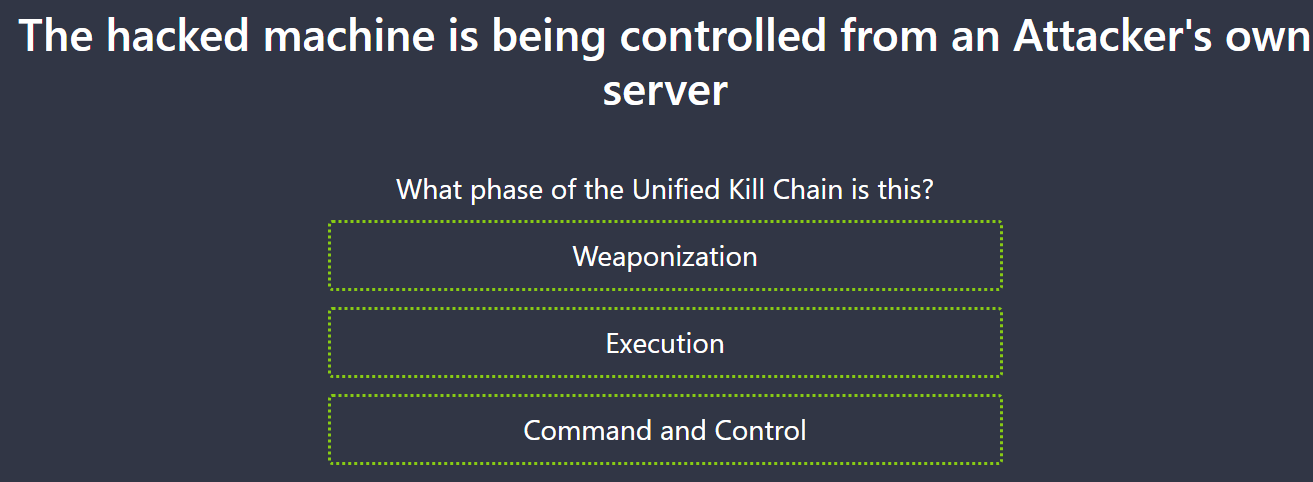 The hacked machine is being controlled from an Attacker's own
server
What phase of the Unified Kill Chain is this?
Weaponization
Execution
Command and Control